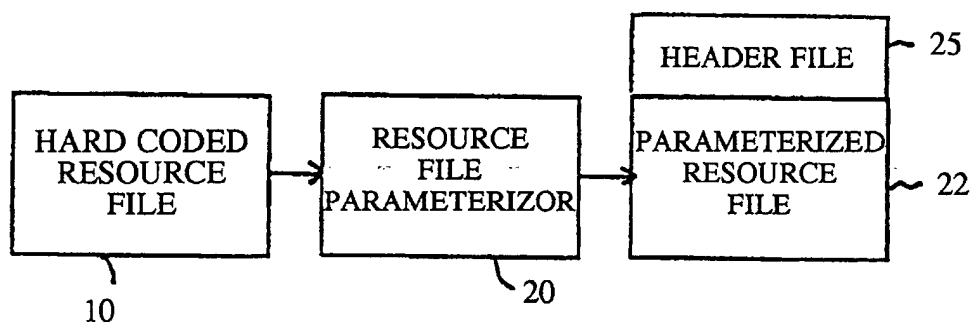 HEADER FILE
25
HARD CODED
RESOURCE
FILE
10
RESOURCE
FILE
PARAMETERIZOR
20
PARAMETERIZED
RESOURCE
FILE
22